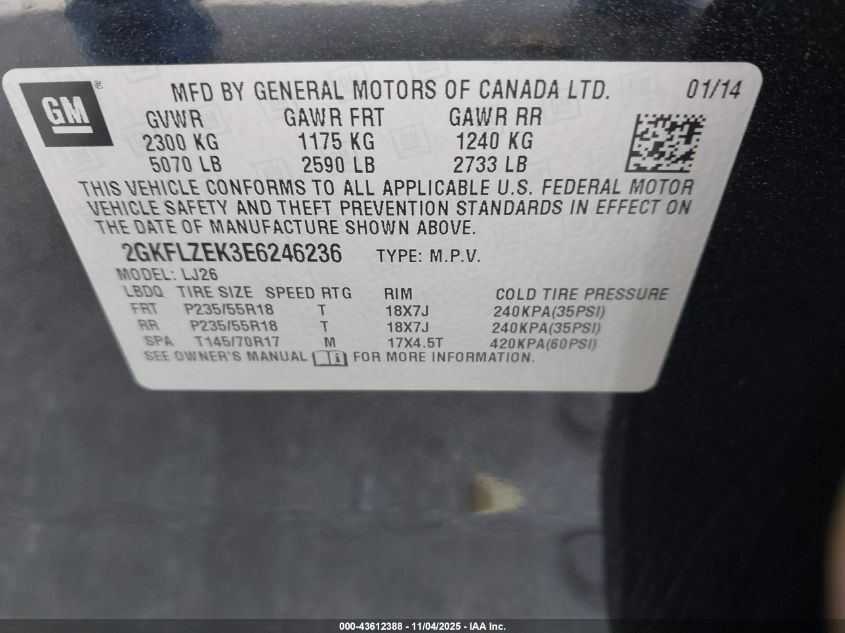 GM ®
MFD BY GENERAL MOTORS OF CANADA LTD. 01/14
GVWR GAWR FRT GAWR RR
2300 KG 1175 KG 1240 KG
5070 LB 2590 LB 2733 LB
THIS VEHICLE CONFORMS TO ALL APPLICABLE U.S. FEDERAL MOTOR
VEHICLE SAFETY AND THEFT PREVENTION STANDARDS IN EFFECT ON
THE DATE OF MANUFACTURE SHOWN ABOVE.
2GKFLZEK3E6246236 TYPE: M.P.V.
MODEL: LJ26
LBDQ TIRE SIZE SPEED RTG RIM COLD TIRE PRESSURE
FRT P235/55R18 T 18X7J 240KPA(35PSI)
RR P235/55R18 T 18X7J 240KPA(35PSI)
SPA T145/70R17 M 17X4.5T 420KPA(60PSI)
SEE OWNER'S MANUAL FOR MORE INFORMATION.
000-43612388 - 11/04/2025 - IAA Inc.